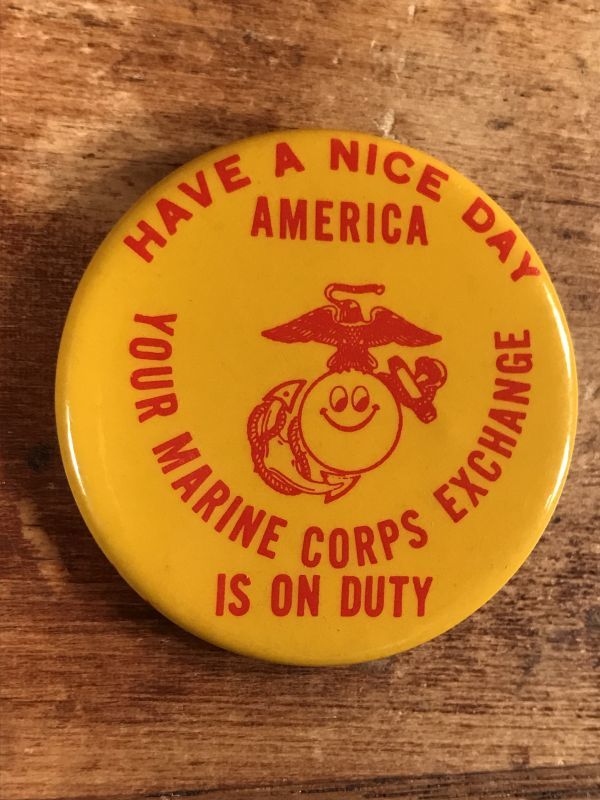 HAVE A NICE DAY
AMERICA
YOUR MARINE CORPS EXCHANGE
IS ON DUTY